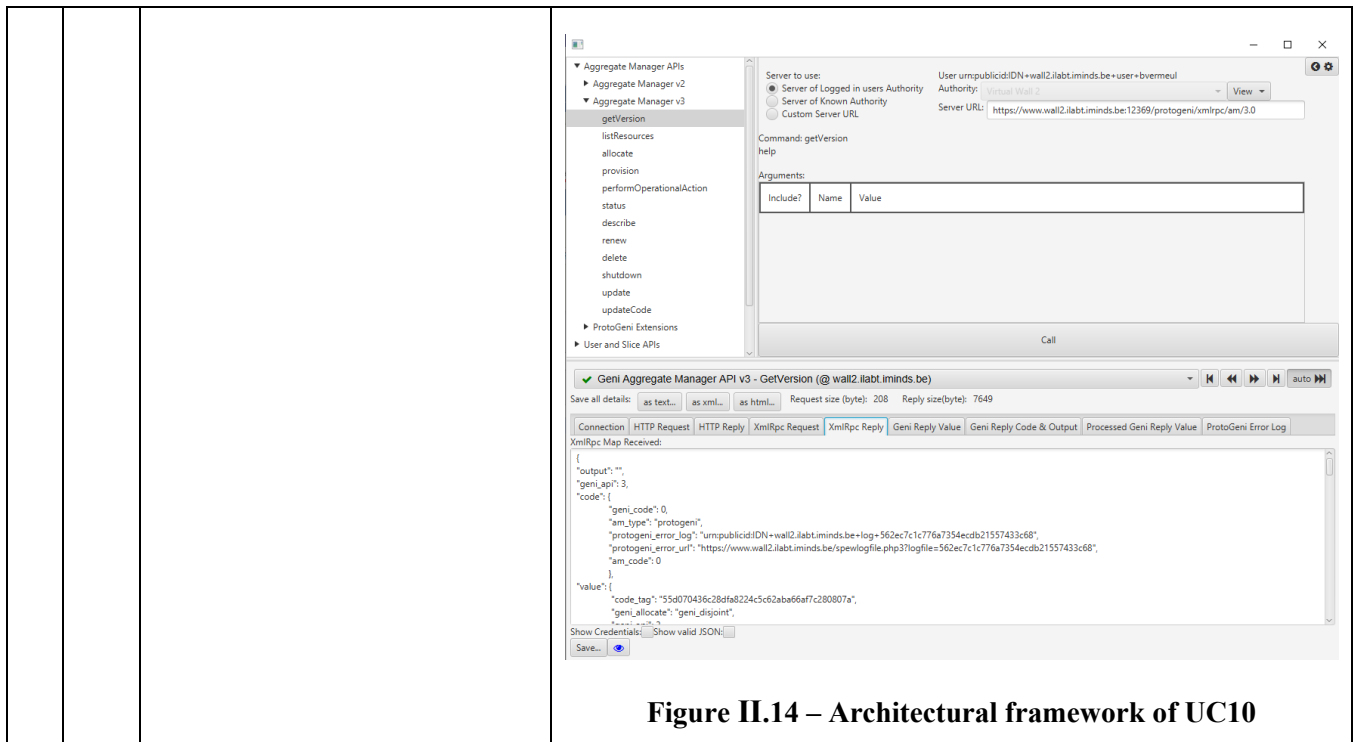 ▼ Aggregate Manager APIs
▶ Aggregate Manager v2
▼ Aggregate Manager v3
getVersion
listResources
allocate
provision
performOperationalAction
status
describe
renew
delete
shutdown
update
updateCode
▶ ProtoGeni Extensions
▶ User and Slice APIs
Server to use:
Server of Logged in users Authority
Server of Known Authority
Custom Server URL
User urn:publicid:IDN+wall2.ilabt.iminds.be+user+bvermeul
Authority: Virtual Wall 2 View
Server URL: https://www.wall2.ilabt.iminds.be:12369/protogeni/xmlrpc/am/3.0
Command: getVersion
help
Arguments:
Include? Name Value
Call
Geni Aggregate Manager API v3 - GetVersion (@ wall2.ilabt.iminds.be) auto
Save all details: as text... as xml... as html... Request size (byte): 208 Reply size(byte): 7649
Connection HTTP Request HTTP Reply XmlRpc Request XmlRpc Reply Geni Reply Value Geni Reply Code & Output Processed Geni Reply Value ProtoGeni Error Log
XmlRpc Map Received:
{
"output": "",
"geni_api": 3,
"code": {
"geni_code": 0,
"am_type": "protogeni",
"protogeni_error_log": "urn:publicid:IDN+wall2.ilabt.iminds.be+log+562ec7c1c776a7354ecdb21557433c68",
"protogeni_error_url": "https://www.wall2.ilabt.iminds.be/spewlogfile.php3?logfile=562ec7c1c776a7354ecdb21557433c68",
"am_code": 0
},
"value": {
"code_tag": "55d070436c28dfa8224c5c62aba66af7c280807a",
"geni_allocate": "geni_disjoint",
Show Credentials: Show valid JSON:
Save...
Figure II.14 – Architectural framework of UC10